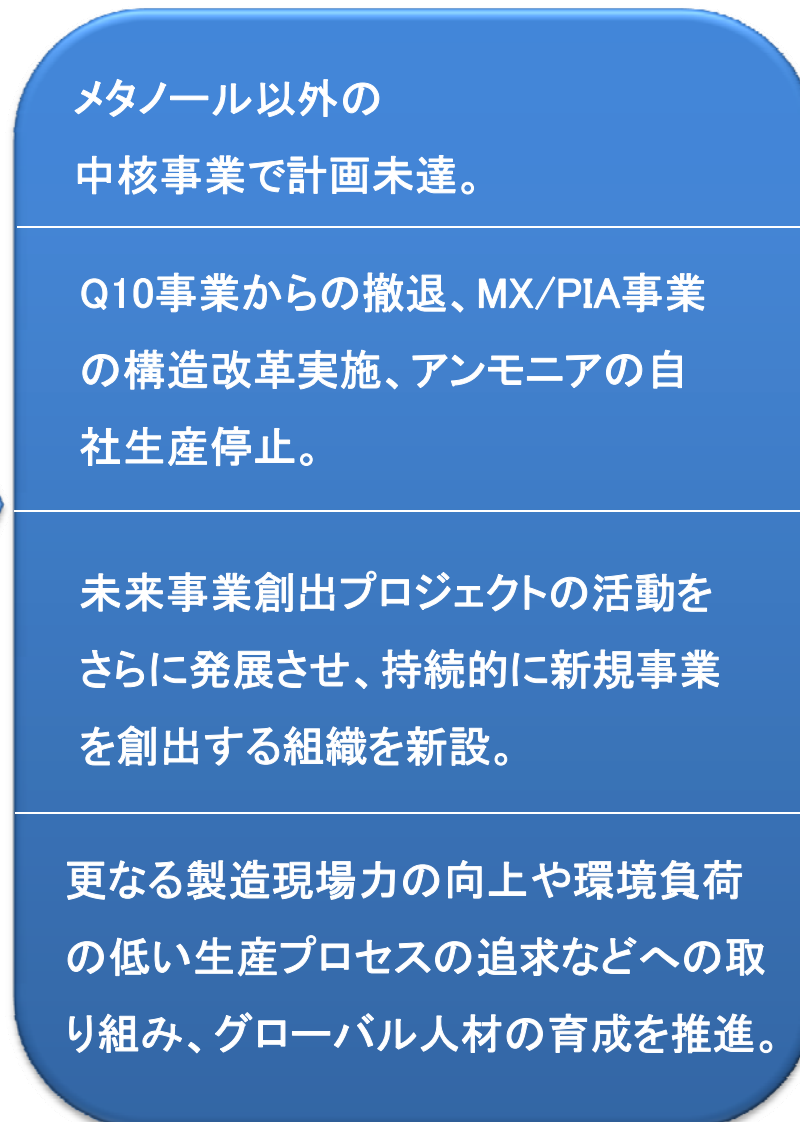 メタノール以外の
中核事業で計画未達。
Q10事業からの撤退、MX/PIA事業
の構造改革実施、アンモニアの自
社生産停止。
未来事業創出プロジェクトの活動を
さらに発展させ、持続的に新規事業
を創出する組織を新設。
更なる製造現場力の向上や環境負荷
の低い生産プロセスの追求などへの取
り組み、グローバル人材の育成を推進。